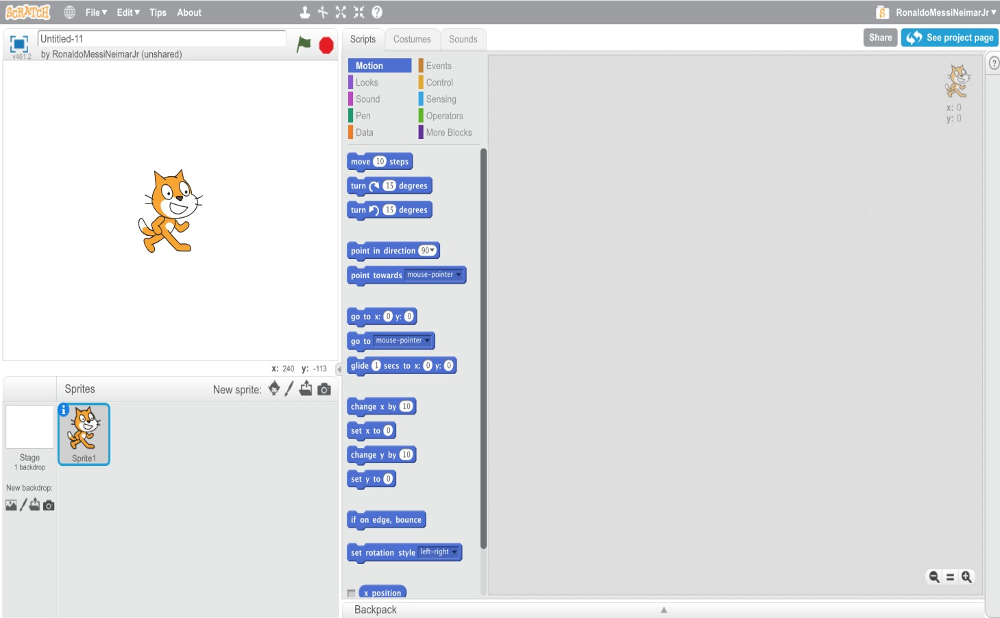 SCRATCH File▼ Edit▼ Tips About RonaldoMessiNeimarJr▼
Untitled-11
by RonaldoMessiNeimarJr (unshared)
v461.2
Scripts Costumes Sounds
Share See project page
Motion Events
Looks Control
Sound Sensing
Pen Operators
Data More Blocks
x: 0
y: 0
move 10 steps
turn 15 degrees
turn 15 degrees
point in direction 90▼
point towards mouse-pointer
go to x: 0 y: 0
go to mouse-pointer
glide 1 secs to x: 0 y: 0
change x by 10
set x to 0
change y by 10
set y to 0
if on edge, bounce
set rotation style left-right
x position
x: 240 y: -113
Sprites New sprite:
Sprite1
Stage
1 backdrop
New backdrop:
Backpack